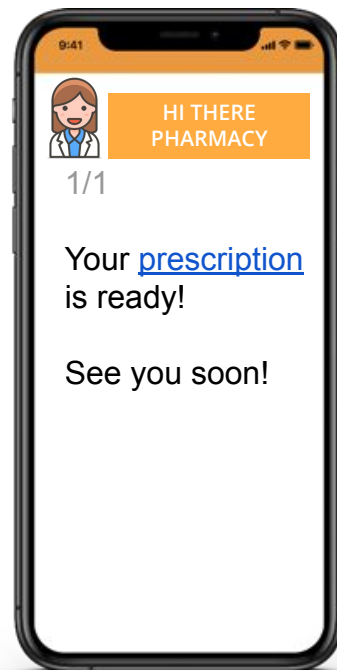 9:41
HI THERE
PHARMACY
1/1
Your prescription
is ready!
See you soon!